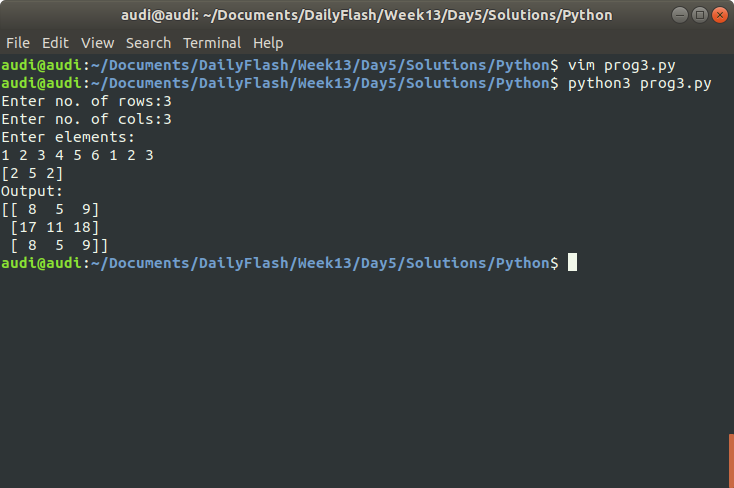 audi@audi: ~/Documents/DailyFlash/Week13/Day5/Solutions/Python
File Edit View Search Terminal Help
audi@audi:~/Documents/DailyFlash/Week13/Day5/Solutions/Python$ vim prog3.py
audi@audi:~/Documents/DailyFlash/Week13/Day5/Solutions/Python$ python3 prog3.py
Enter no. of rows:3
Enter no. of cols:3
Enter elements:
1 2 3 4 5 6 1 2 3
[2 5 2]
Output:
[[ 8  5  9]
 [17 11 18]
 [ 8  5  9]]
audi@audi:~/Documents/DailyFlash/Week13/Day5/Solutions/Python$